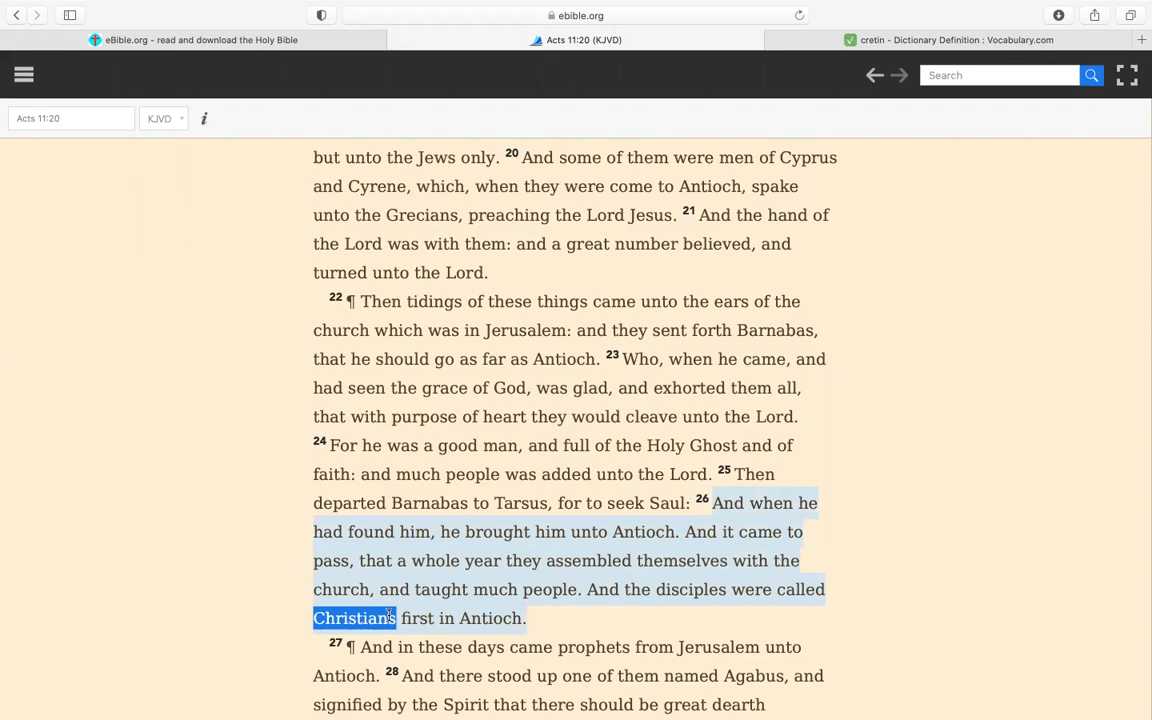 ebible.org
eBible.org - read and download the Holy Bible
Acts 11:20 (KJVD)
cretin - Dictionary Definition : Vocabulary.com
Search
Acts 11:20
KJVD
i
but unto the Jews only. 20 And some of them were men of Cyprus
and Cyrene, which, when they were come to Antioch, spake
unto the Grecians, preaching the Lord Jesus. 21 And the hand of
the Lord was with them: and a great number believed, and
turned unto the Lord.
22 ¶ Then tidings of these things came unto the ears of the
church which was in Jerusalem: and they sent forth Barnabas,
that he should go as far as Antioch. 23 Who, when he came, and
had seen the grace of God, was glad, and exhorted them all,
that with purpose of heart they would cleave unto the Lord.
24 For he was a good man, and full of the Holy Ghost and of
faith: and much people was added unto the Lord. 25 Then
departed Barnabas to Tarsus, for to seek Saul: 26 And when he
had found him, he brought him unto Antioch. And it came to
pass, that a whole year they assembled themselves with the
church, and taught much people. And the disciples were called
Christians first in Antioch.
27 ¶ And in these days came prophets from Jerusalem unto
Antioch. 28 And there stood up one of them named Agabus, and
signified by the Spirit that there should be great dearth